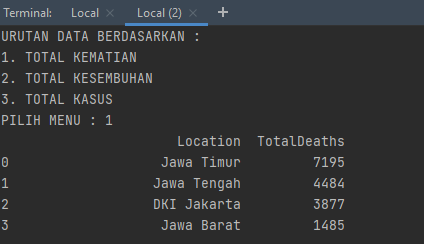 Terminal: Local × Local (2) × +
URUTAN DATA BERDASARKAN :
1. TOTAL KEMATIAN
2. TOTAL KESEMBUHAN
3. TOTAL KASUS
PILIH MENU : 1
Location TotalDeaths
0 Jawa Timur 7195
1 Jawa Tengah 4484
2 DKI Jakarta 3877
3 Jawa Barat 1485